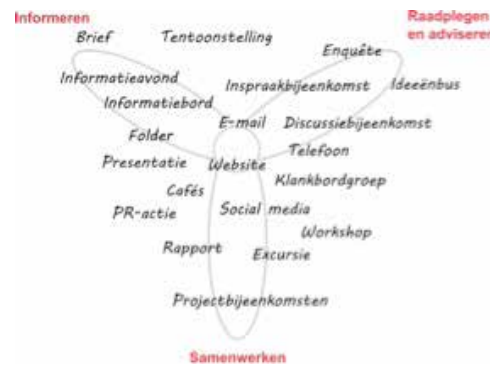 Informeren
Raadplegen
en adviseren
Brief
Tentoonstelling
Enquête
Informatieavond
Inspraakbijeenkomst
Ideeënbus
Informatiebord
E-mail
Discussiebijeenkomst
Folder
Telefoon
Presentatie
Website
Klankbordgroep
Cafés
PR-actie
Social media
Workshop
Rapport
Excursie
Projectbijeenkomsten
Samenwerken